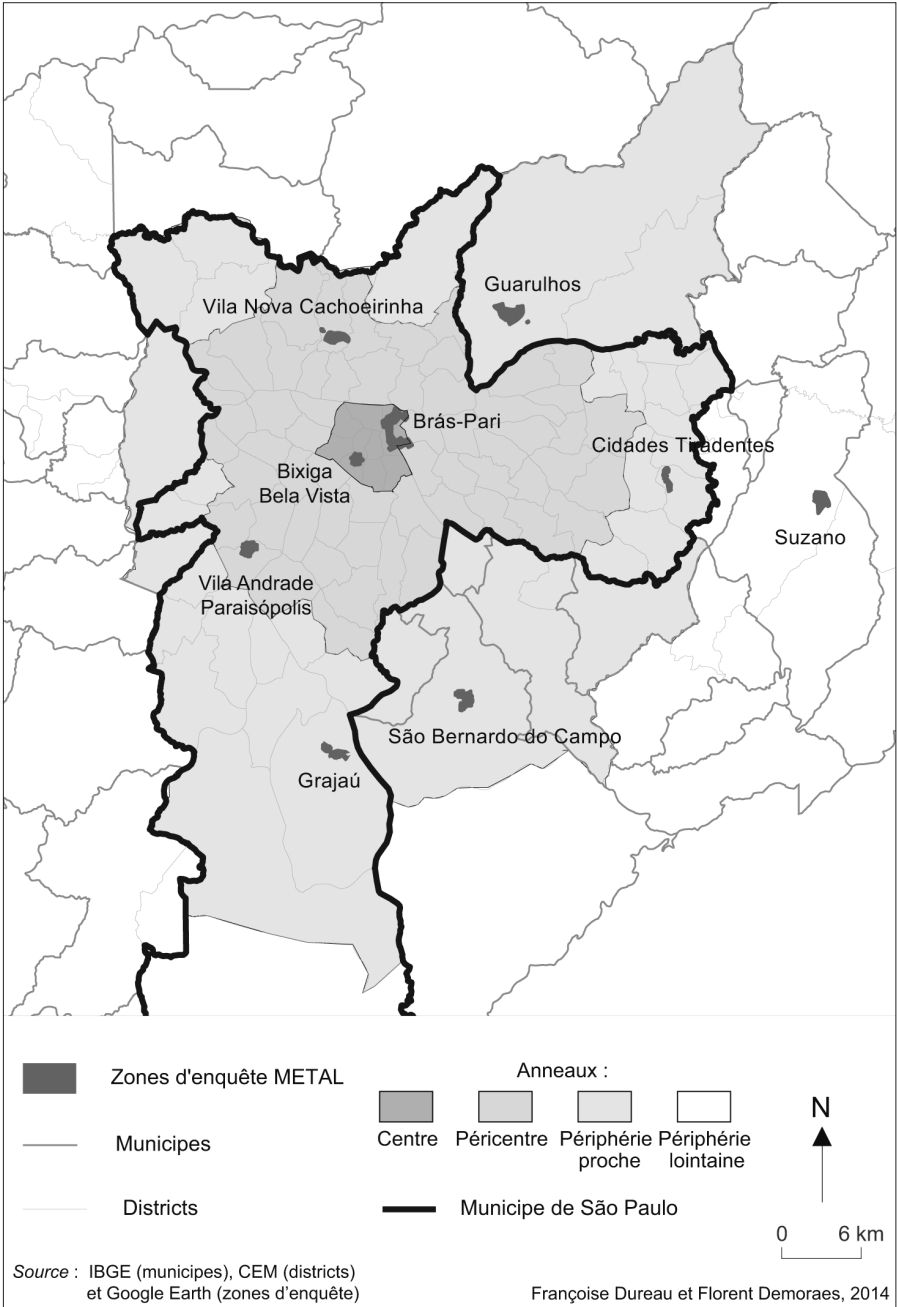 Guarulhos
Vila Nova Cachoeirinha
Brás-Pari
Cidades Tiradentes
Bixiga
Bela Vista
Suzano
Vila Andrade
Paraisópolis
São Bernardo do Campo
Grajaú
Zones d'enquête METAL
Municipes
Districts
Anneaux :
Centre
Péricentre
Périphérie
proche
Périphérie
lointaine
Municipe de São Paulo
N
0 6 km
Source : IBGE (municipes), CEM (districts)
et Google Earth (zones d'enquête)
Françoise Dureau et Florent Demoraes, 2014